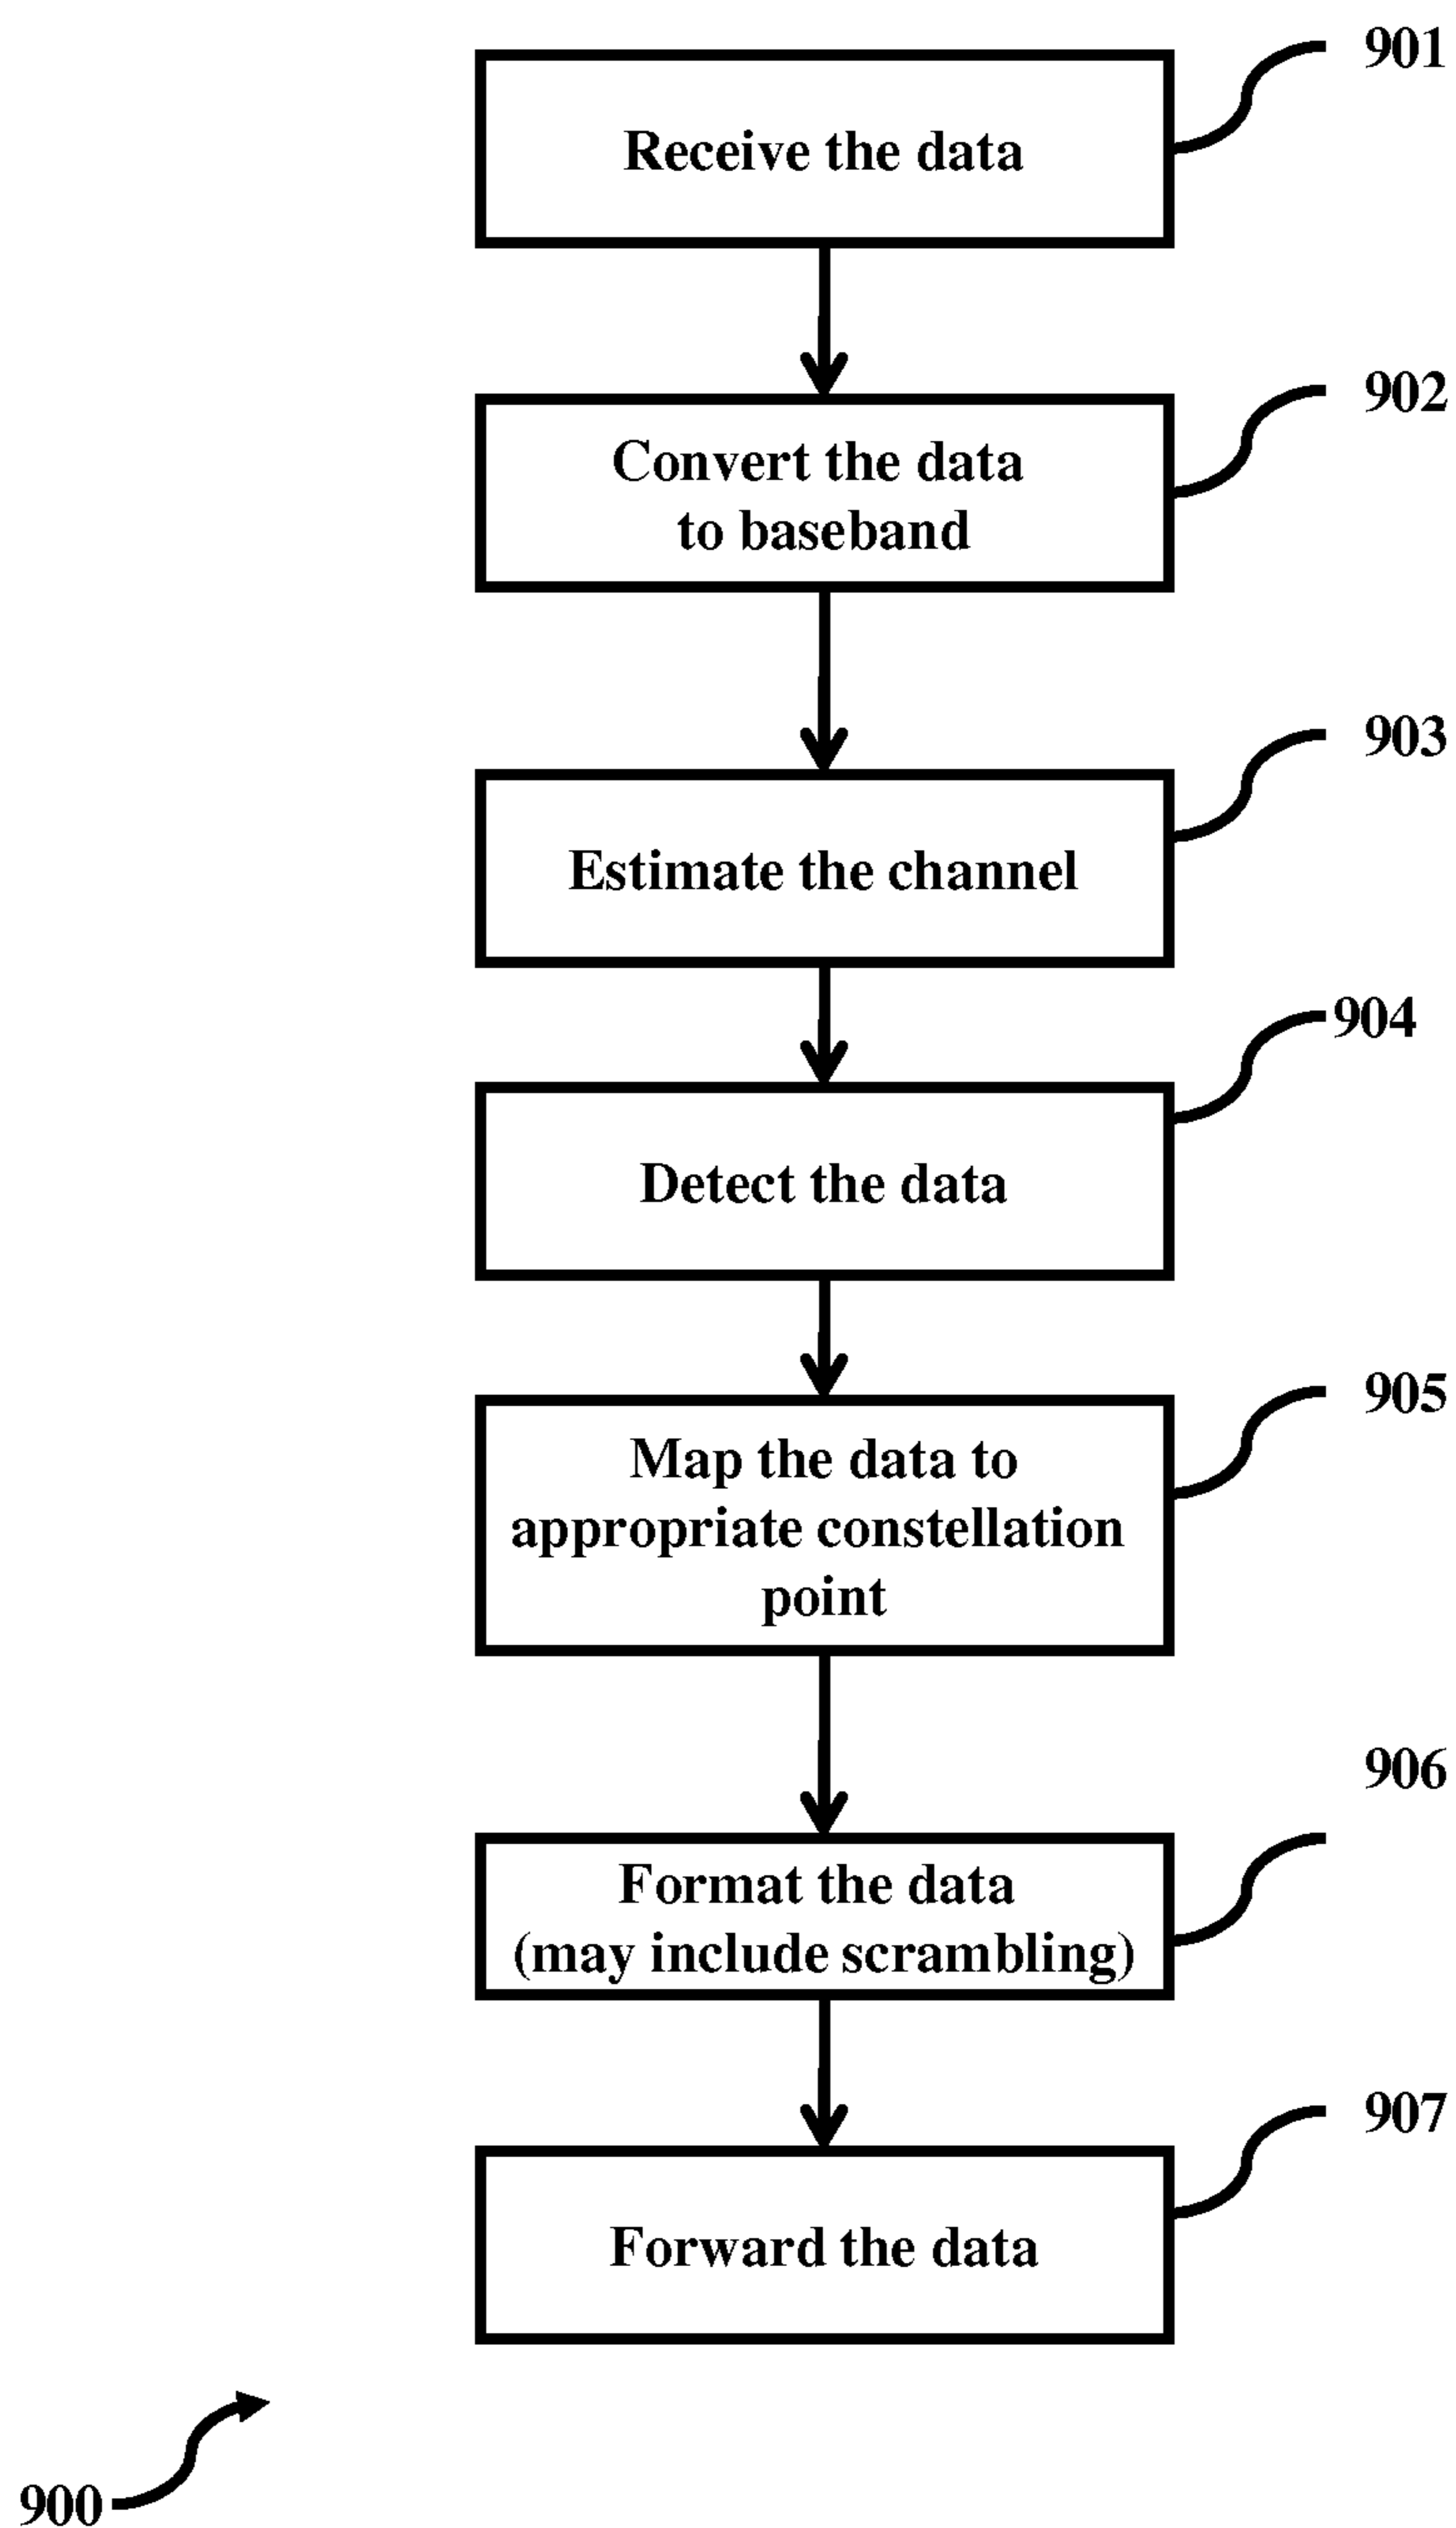 901
Receive the data
902
Convert the data
to baseband
903
Estimate the channel
904
Detect the data
905
Map the data to
appropriate constellation
point
906
Format the data
(may include scrambling)
907
Forward the data
900